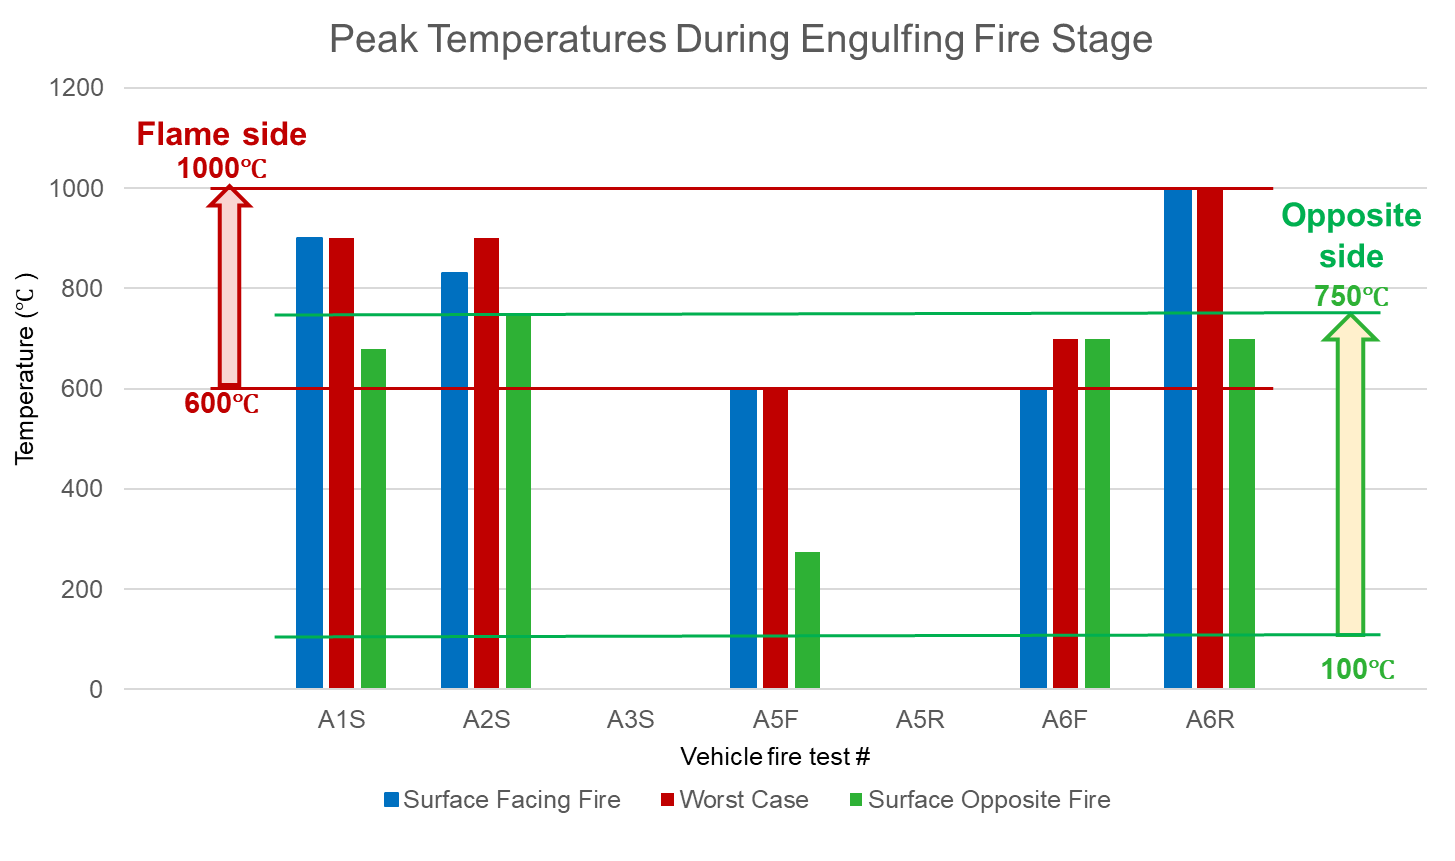 Peak Temperatures During Engulfing Fire Stage
1200
Flame side
1000℃
1000
Opposite
side
800
750℃
Temperature (℃ )
600
600℃
400
200
100℃
0
A1S
A2S
A3S
A5F
A5R
A6F
A6R
Vehicle fire test #
Surface Facing Fire
Worst Case
Surface Opposite Fire